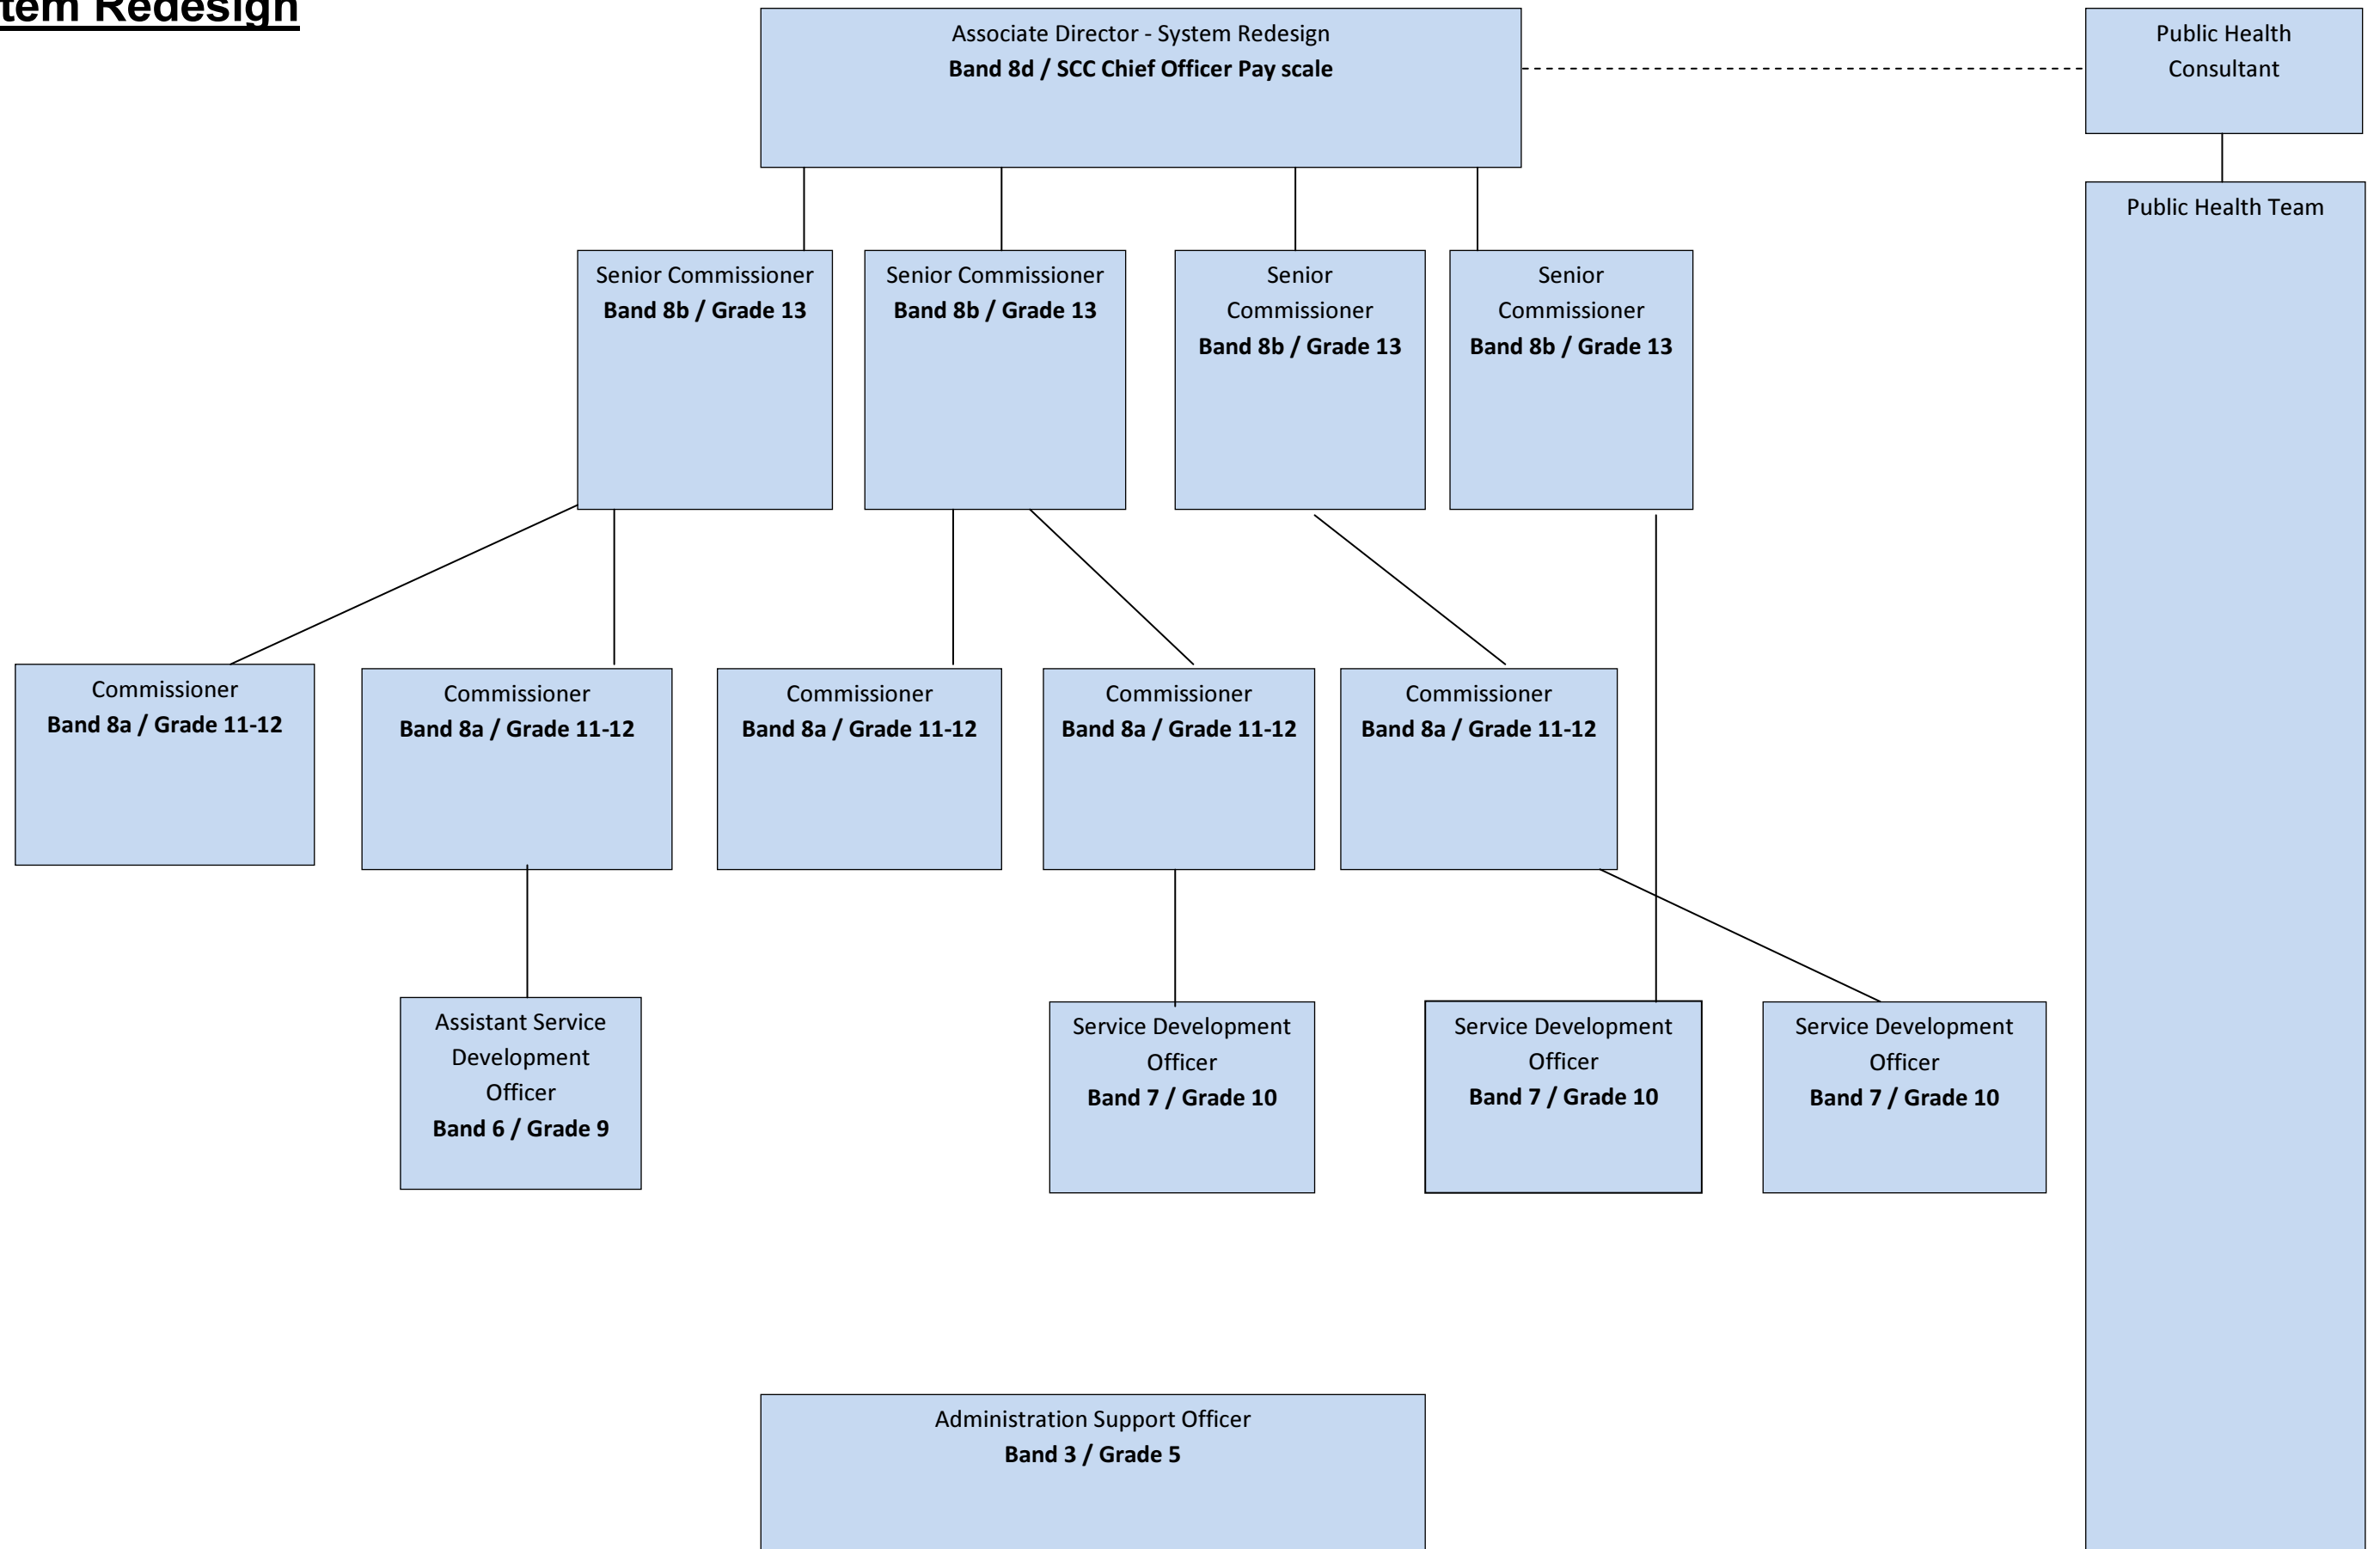 tem Redesign
Associate Director - System Redesign
Band 8d / SCC Chief Officer Pay scale
Public Health
Consultant
Public Health Team
Senior Commissioner
Band 8b / Grade 13
Senior Commissioner
Band 8b / Grade 13
Senior
Commissioner
Band 8b / Grade 13
Senior
Commissioner
Band 8b / Grade 13
Commissioner
Band 8a / Grade 11-12
Commissioner
Band 8a / Grade 11-12
Commissioner
Band 8a / Grade 11-12
Commissioner
Band 8a / Grade 11-12
Commissioner
Band 8a / Grade 11-12
Assistant Service
Development
Officer
Band 6 / Grade 9
Service Development
Officer
Band 7 / Grade 10
Service Development
Officer
Band 7 / Grade 10
Service Development
Officer
Band 7 / Grade 10
Administration Support Officer
Band 3 / Grade 5